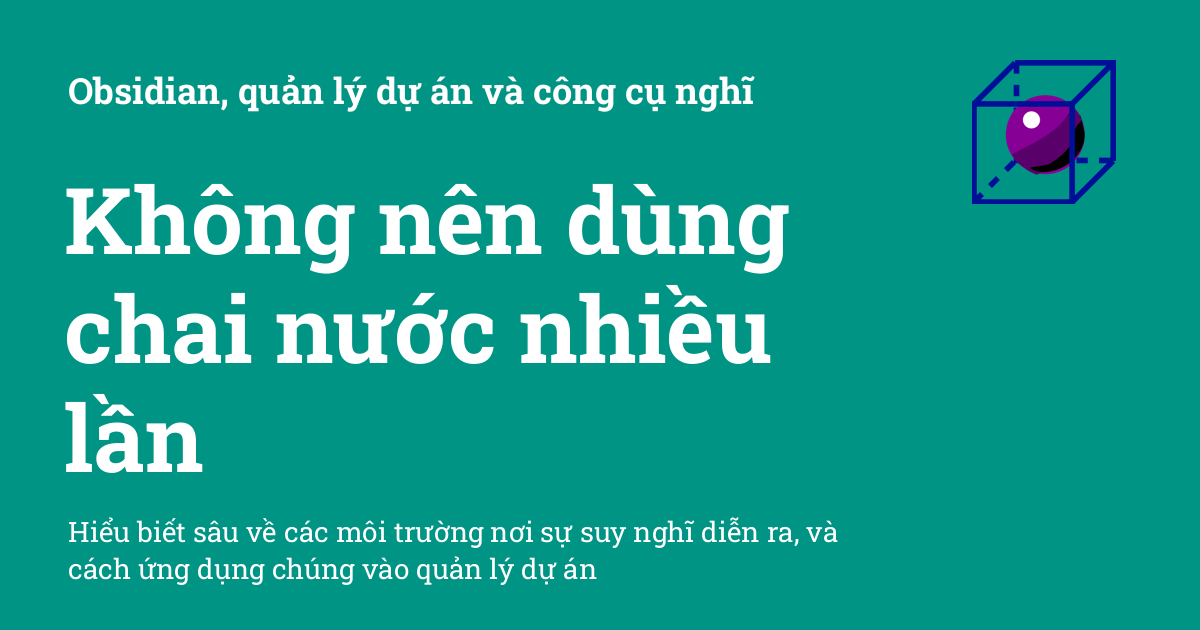 Obsidian, quản lý dự án và công cụ nghĩ
Không nên dùng
chai nước nhiều
lần
Hiểu biết sâu về các môi trường nơi sự suy nghĩ diễn ra, và
cách ứng dụng chúng vào quản lý dự án